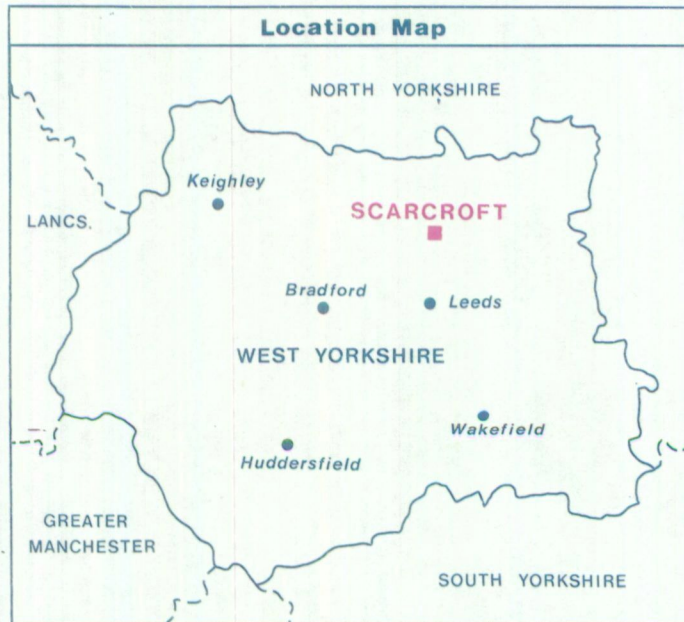 Location Map
NORTH YORKSHIRE
Keighley
LANCS.
SCARCROFT
Bradford
Leeds
WEST YORKSHIRE
Wakefield
Huddersfield
GREATER
MANCHESTER
SOUTH YORKSHIRE